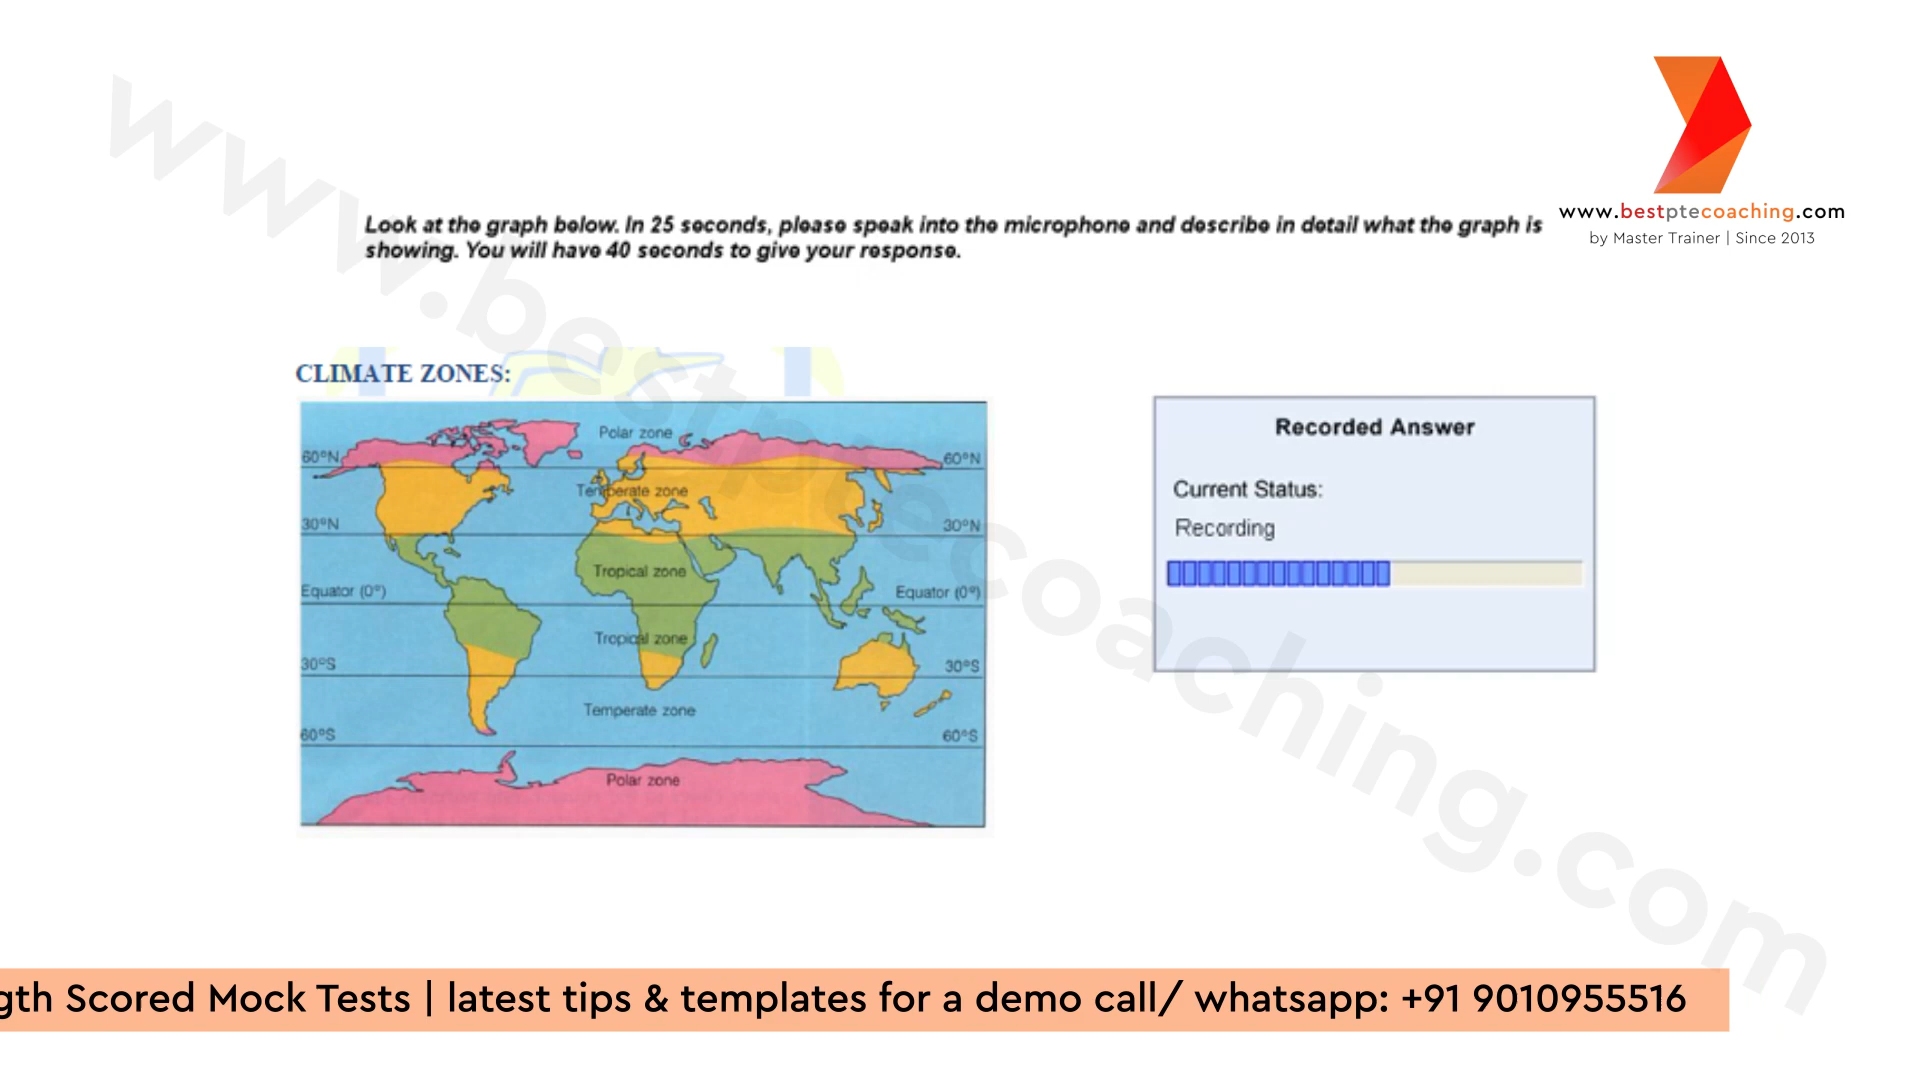 www.bestptecoaching.com
by Master Trainer | Since 2013
Look at the graph below. In 25 seconds, please speak into the microphone and describe in detail what the graph is
showing. You will have 40 seconds to give your response.
CLIMATE ZONES:
Polar zone
60°N 60°N
Temperate zone
30°N 30°N
Tropical zone
Equator (0°) Equator (0º)
Tropical zone
30°S 30°S
Temperate zone
60°S 60°S
Polar zone
Recorded Answer
Current Status:
Recording
www.bestptecoaching.com
gth Scored Mock Tests | latest tips & templates for a demo call/ whatsapp: +91 9010955516